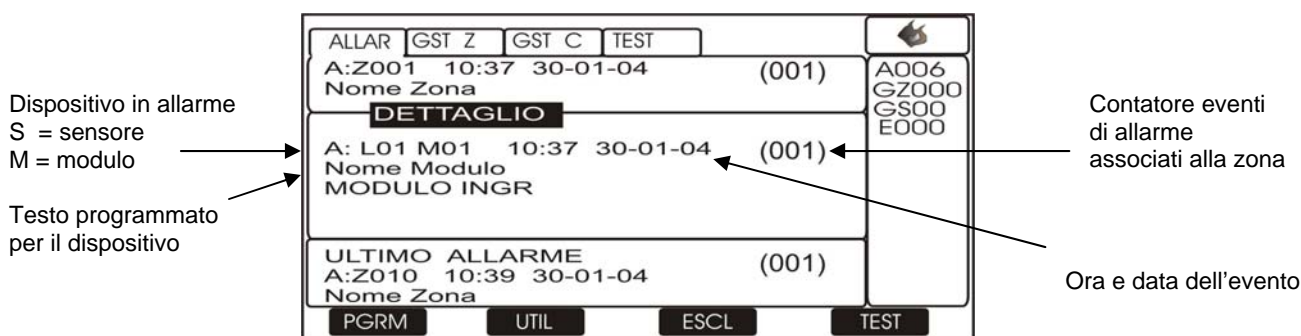 Dispositivo in allarme
S = sensore
M = modulo
Testo programmato
per il dispositivo
ALLAR GST Z GST C TEST
A:Z001 10:37 30-01-04 (001)
Nome Zona
DETTAGLIO
A: L01 M01 10:37 30-01-04 (001)
Nome Modulo
MODULO INGR
ULTIMO ALLARME
A:Z010 10:39 30-01-04 (001)
Nome Zona
PGRM UTIL ESCL TEST
A006
GZ000
GS00
E000
Contatore eventi
di allarme
associati alla zona
Ora e data dell'evento